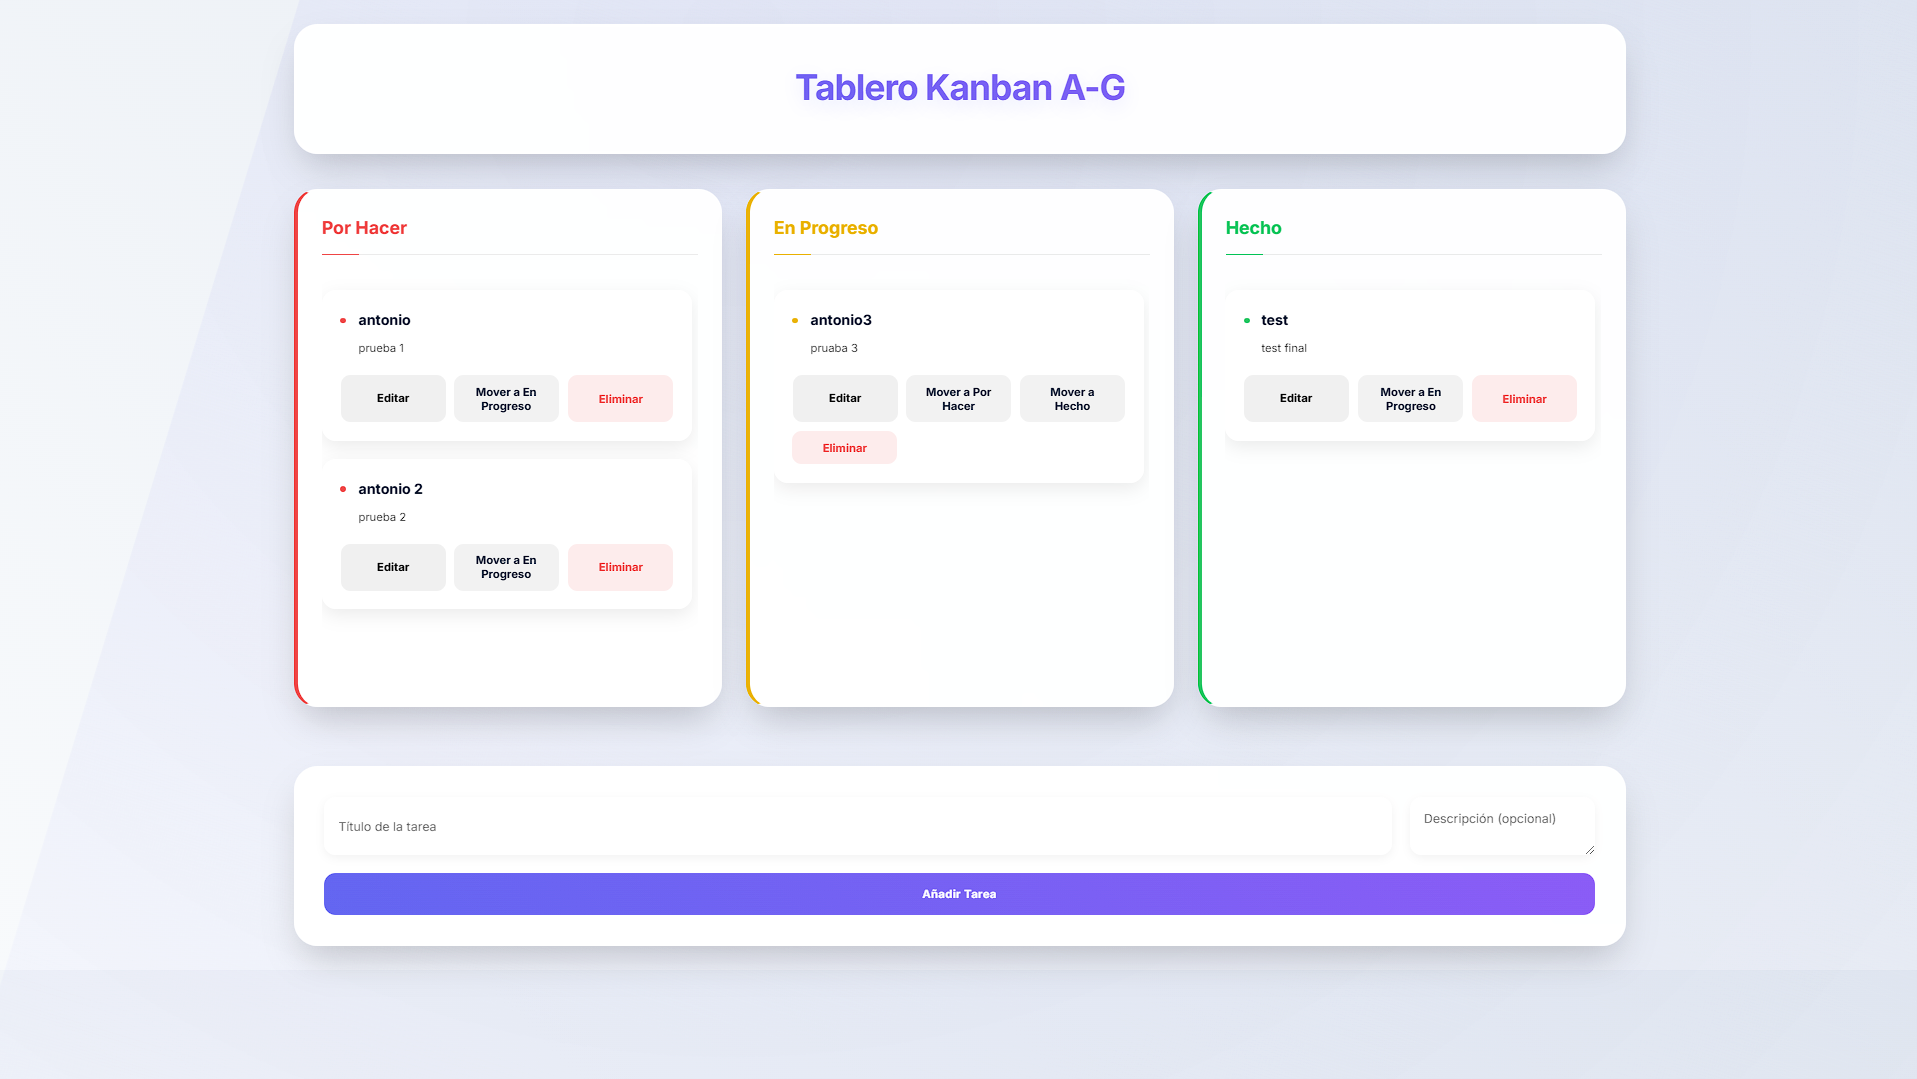 Tablero Kanban A-G
Por Hacer
antonio
prueba 1
Editar
Mover a En
Progreso
Eliminar
antonio 2
prueba 2
Editar
Mover a En
Progreso
Eliminar
En Progreso
antonio3
pruaba 3
Editar
Mover a Por
Hacer
Mover a
Hecho
Eliminar
Hecho
test
test final
Editar
Mover a En
Progreso
Eliminar
Título de la tarea
Descripción (opcional)
Añadir Tarea